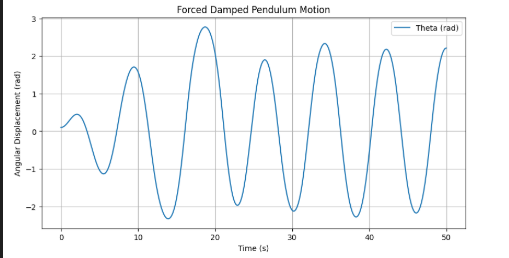 Forced Damped Pendulum Motion
Theta (rad)
Angular Displacement (rad)
3
2
1
0
−1
−2
0 10 20 30 40 50
Time (s)